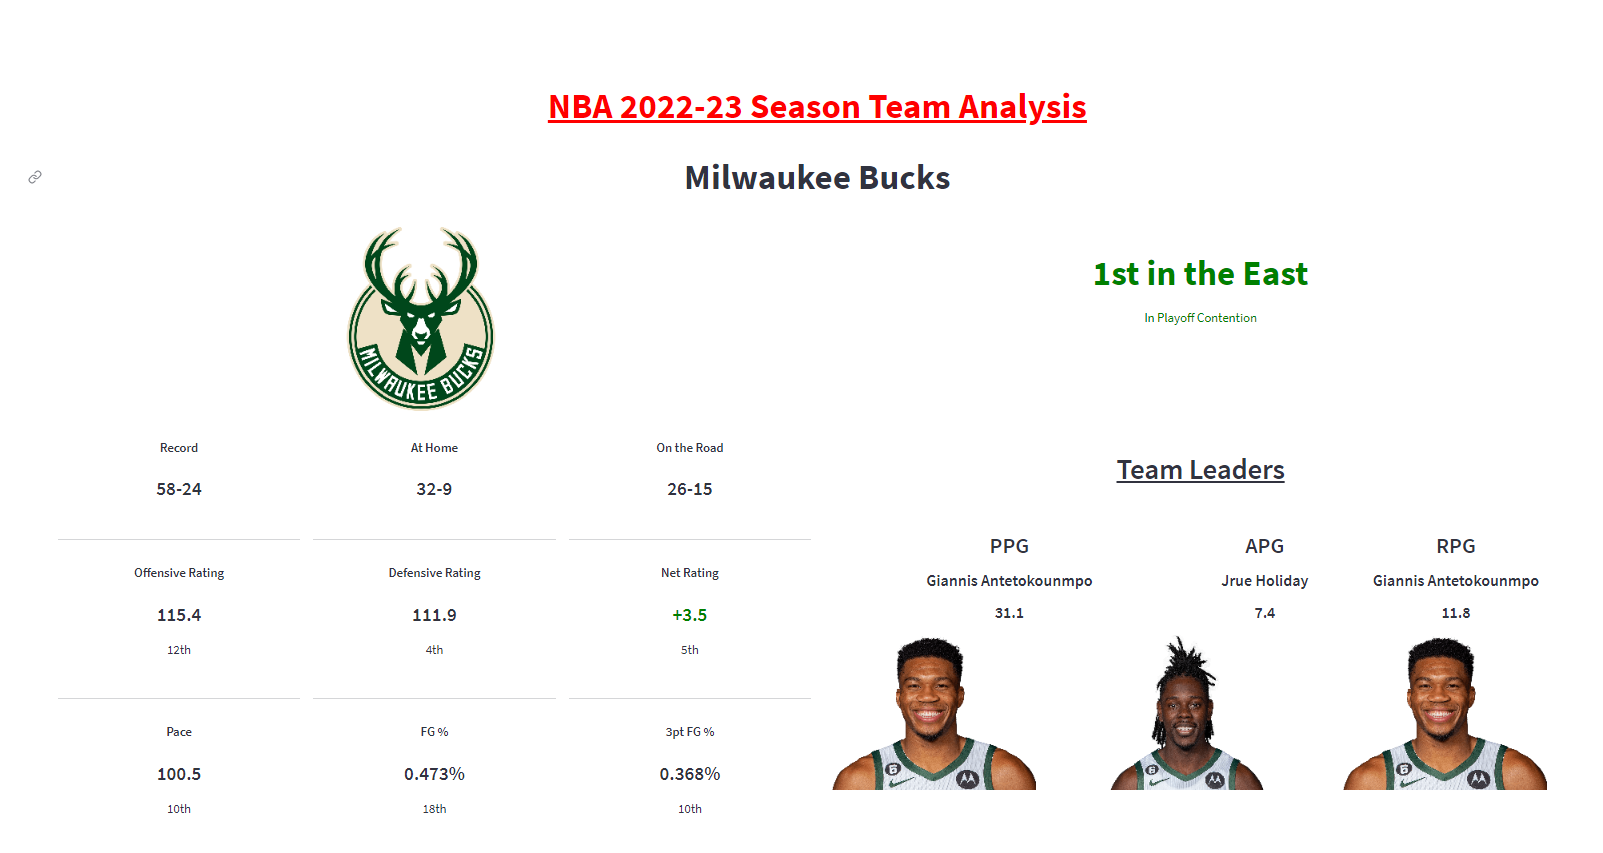 NBA 2022-23 Season Team Analysis
Milwaukee Bucks
MILWAUKEE BUCKS
1st in the East
In Playoff Contention
Record
58-24
At Home
32-9
On the Road
26-15
Offensive Rating
115.4
12th
Defensive Rating
111.9
4th
Net Rating
+3.5
5th
Pace
100.5
10th
FG %
0.473%
18th
3pt FG %
0.368%
10th
Team Leaders
PPG
Giannis Antetokounmpo
31.1
APG
Jrue Holiday
7.4
RPG
Giannis Antetokounmpo
11.8
6
6
6